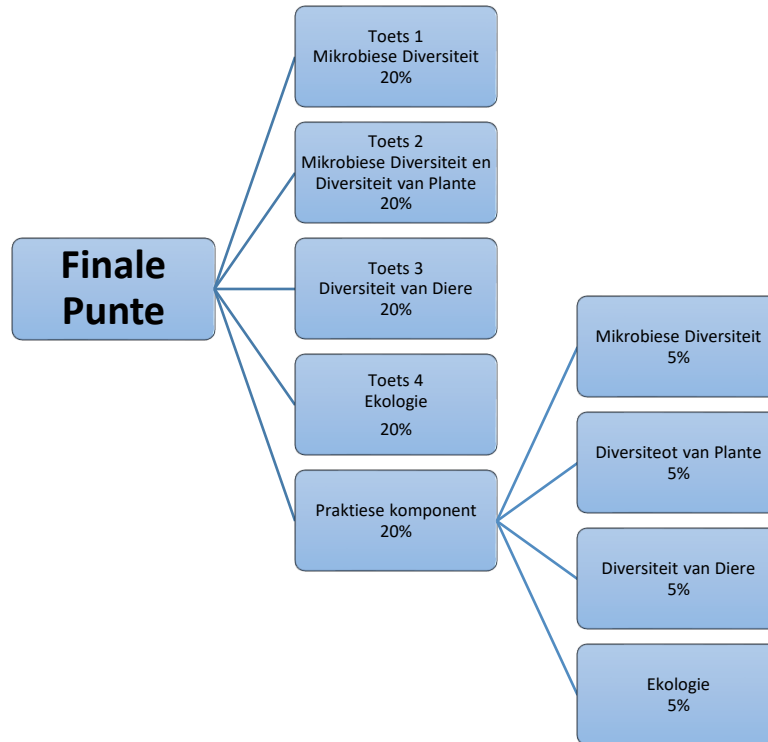 Finale
Punte
Toets 1
Mikrobiese Diversiteit
20%
Toets 2
Mikrobiese Diversiteit en
Diversiteit van Plante
20%
Toets 3
Diversiteit van Diere
20%
Toets 4
Ekologie
20%
Praktiese komponent
20%
Mikrobiese Diversiteit
5%
Diversiteot van Plante
5%
Diversiteit van Diere
5%
Ekologie
5%